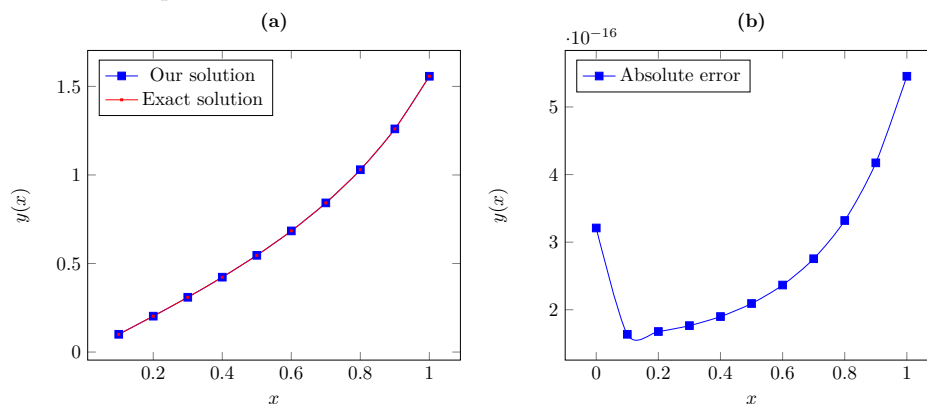 (a)
Our solution
Exact solution
1.5
1
0.5
0
0.2
0.4
0.6
0.8
1
x
y(x)
(b)
·10⁻¹⁶
Absolute error
5
4
3
2
0
0.2
0.4
0.6
0.8
1
x
y(x)